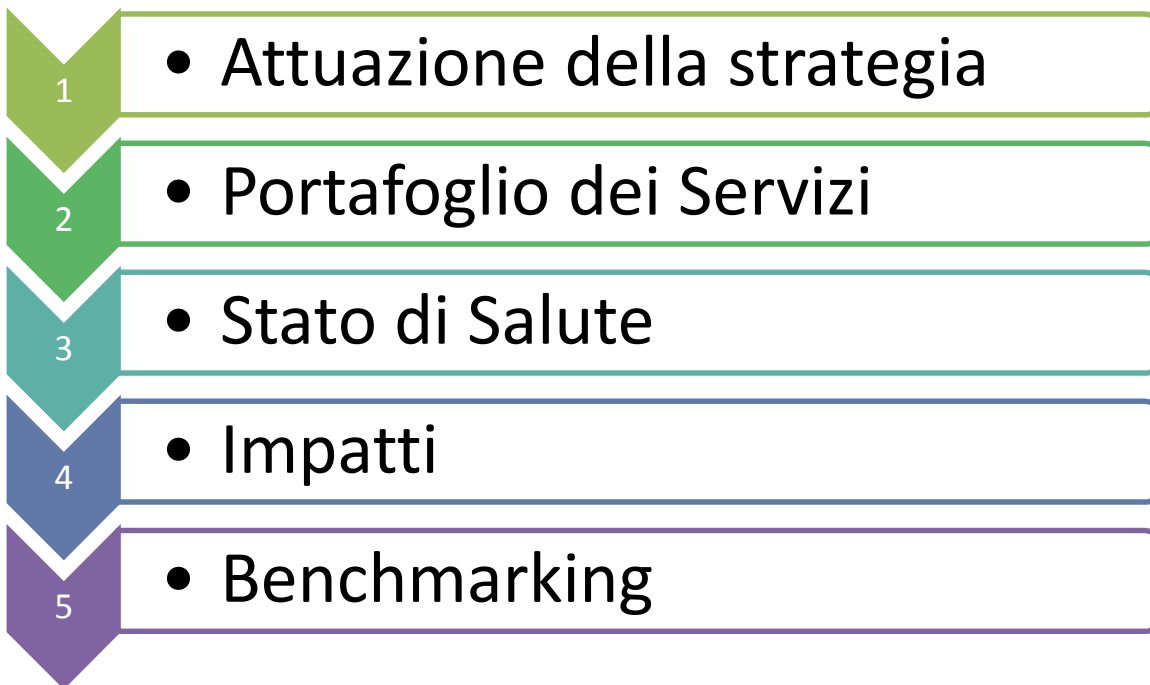 1
• Attuazione della strategia
2
• Portafoglio dei Servizi
3
• Stato di Salute
4
• Impatti
5
• Benchmarking